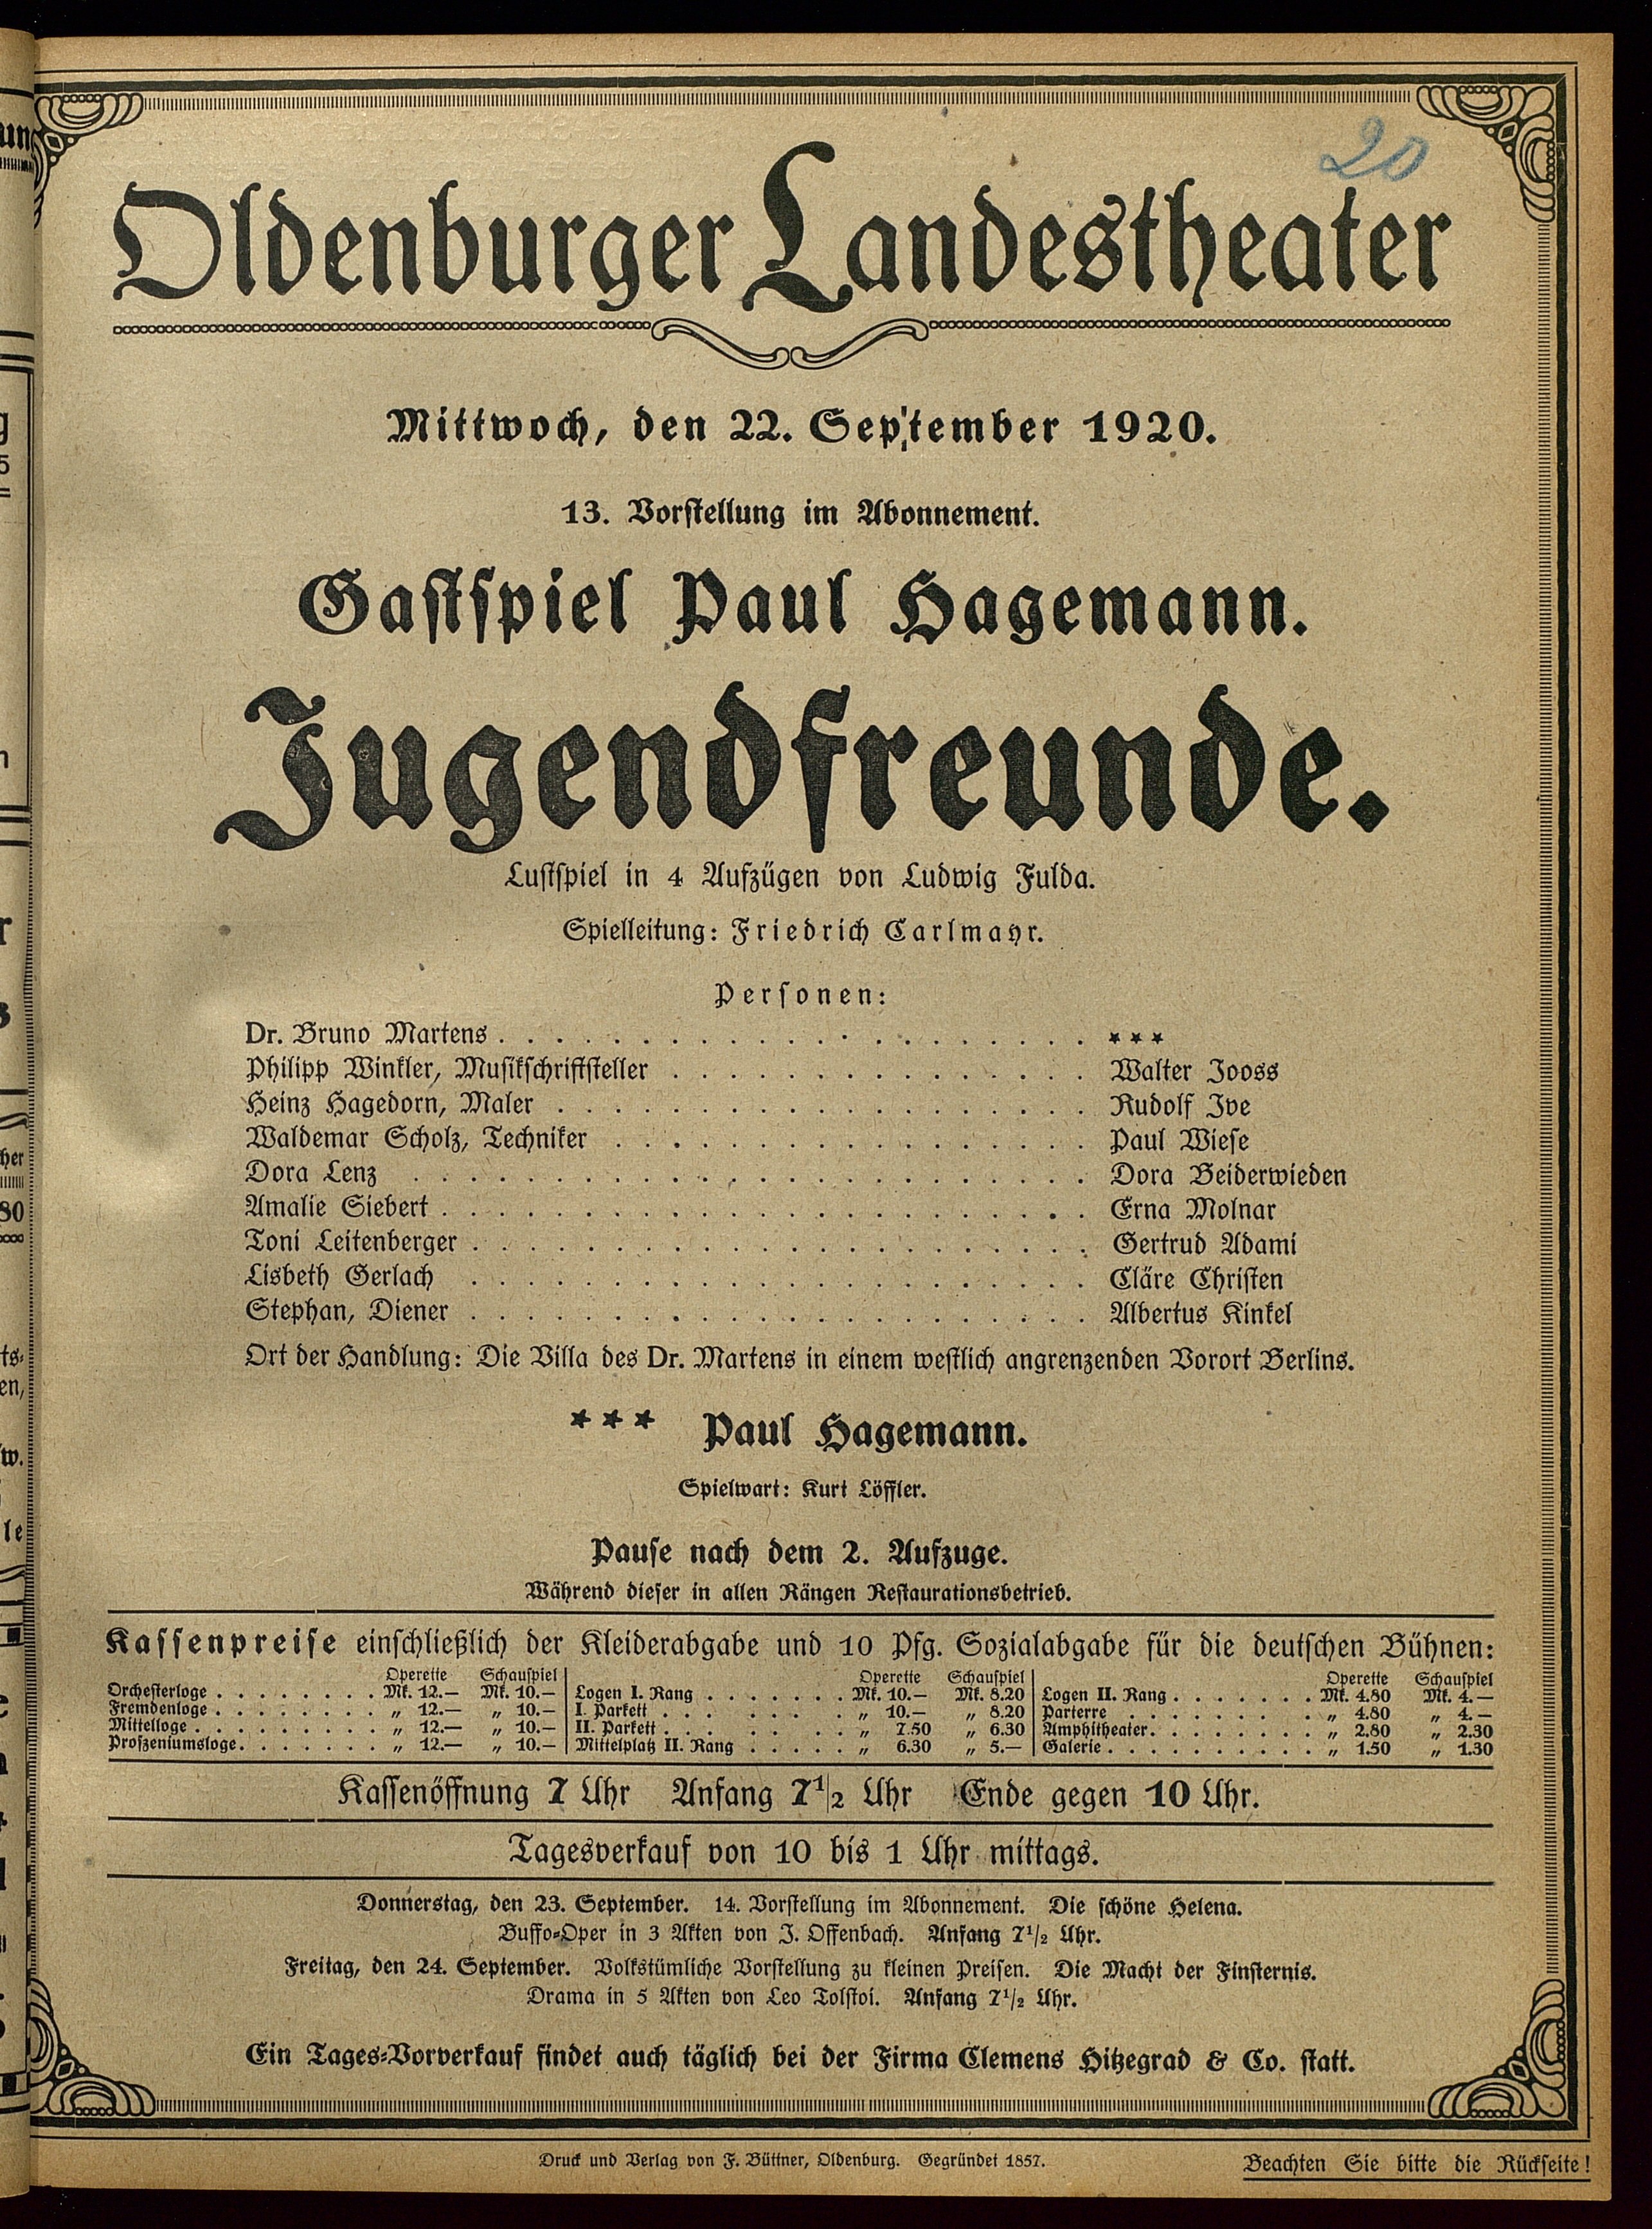 20
Oldenburger Landestheater
Mittwoch, den 22. September 1920.
13. Vorstellung im Abonnement.
Gastspiel Paul Hagemann.
Jugendfreunde.
Lustspiel in 4 Aufzügen von Ludwig Fulda.
Spielleitung: Friedrich Carlmayr.
Personen:
Dr. Bruno Martens . . . . . . . . . . . . . . . . . . . . . * * *
Philipp Winkler, Musikschriftsteller . . . . . . . . . . . . . . . Walter Jooss
Heinz Hagedorn, Maler . . . . . . . . . . . . . . . . . . . Rudolf Ive
Waldemar Scholz, Techniker . . . . . . . . . . . . . . . . . Paul Wiese
Dora Lenz . . . . . . . . . . . . . . . . . . . . . . . . Dora Beiderwieden
Amalie Siebert . . . . . . . . . . . . . . . . . . . . . . . Erna Molnar
Toni Leitenberger . . . . . . . . . . . . . . . . . . . . . . Gertrud Adami
Lisbeth Gerlach . . . . . . . . . . . . . . . . . . . . . . Cläre Christen
Stephan, Diener . . . . . . . . . . . . . . . . . . . . . . Albertus Kinkel
Ort der Handlung: Die Villa des Dr. Martens in einem westlich angrenzenden Vorort Berlins.
* * * Paul Hagemann.
Spielwart: Kurt Löffler.
Pause nach dem 2. Aufzuge.
Während dieser in allen Rängen Restaurationsbetrieb.
Kassenpreise einschließlich der Kleiderabgabe und 10 Pfg. Sozialabgabe für die deutschen Bühnen:
Operette Schauspiel
Orchesterloge . . . . . . . . Mk. 12.— Mk. 10.—
Fremdenloge . . . . . . . . „ 12.— „ 10.—
Mittelloge . . . . . . . . . „ 12.— „ 10.—
Proszeniumsloge . . . . . . . „ 12.— „ 10.—
Operette Schauspiel
Logen I. Rang . . . . . . . Mk. 10.— Mk. 8.20
I. Parkett . . . . . . . . „ 10.— „ 8.20
II. Parkett . . . . . . . . „ 7.50 „ 6.30
Mittelplatz II. Rang . . . . . „ 6.30 „ 5.—
Operette Schauspiel
Logen II. Rang . . . . . . . Mk. 4.80 Mk. 4.—
Parterre . . . . . . . . . „ 4.80 „ 4.—
Amphitheater . . . . . . . . „ 2.80 „ 2.30
Galerie . . . . . . . . . . „ 1.50 „ 1.30
Kassenöffnung 7 Uhr Anfang 7 1/2 Uhr Ende gegen 10 Uhr.
Tagesverkauf von 10 bis 1 Uhr mittags.
Donnerstag, den 23. September. 14. Vorstellung im Abonnement. Die schöne Helena.
Buffo-Oper in 3 Akten von J. Offenbach. Anfang 7 1/2 Uhr.
Freitag, den 24. September. Volkstümliche Vorstellung zu kleinen Preisen. Die Macht der Finsternis.
Drama in 5 Akten von Leo Tolstoi. Anfang 7 1/2 Uhr.
Ein Tages-Vorverkauf findet auch täglich bei der Firma Clemens Hitzegrad & Co. statt.
Druck und Verlag von F. Büttner, Oldenburg. Gegründet 1857.
Beachten Sie bitte die Rückseite!